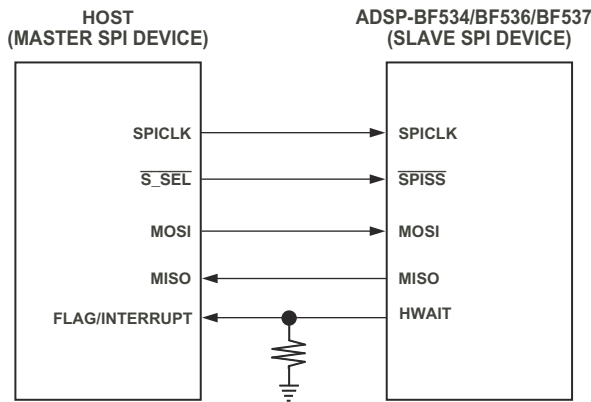 HOST
(MASTER SPI DEVICE)
ADSP-BF534/BF536/BF537
(SLAVE SPI DEVICE)
SPICLK
SPICLK
S_SEL
SPISS
MOSI
MOSI
MISO
MISO
FLAG/INTERRUPT
HWAIT